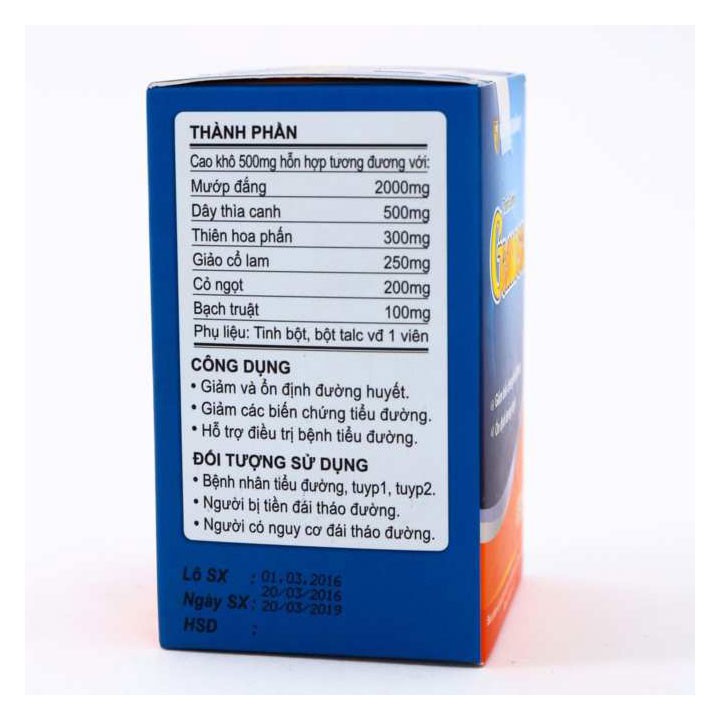 THÀNH PHẦN
Cao khô 500mg hỗn hợp tương đương với:
Mướp đắng 2000mg
Dây thìa canh 500mg
Thiên hoa phấn 300mg
Giảo cổ lam 250mg
Cỏ ngọt 200mg
Bạch truật 100mg
Phụ liệu: Tinh bột, bột talc vđ 1 viên
CÔNG DỤNG
• Giảm và ổn định đường huyết.
• Giảm các biến chứng tiểu đường.
• Hỗ trợ điều trị bệnh tiểu đường.
ĐỐI TƯỢNG SỬ DỤNG
• Bệnh nhân tiểu đường, tuyp1, tuyp2.
• Người bị tiền đái tháo đường.
• Người có nguy cơ đái tháo đường.
Lô SX : 01.03.2016
20/03/2016
Ngày SX : 20/03/2019
HSD :